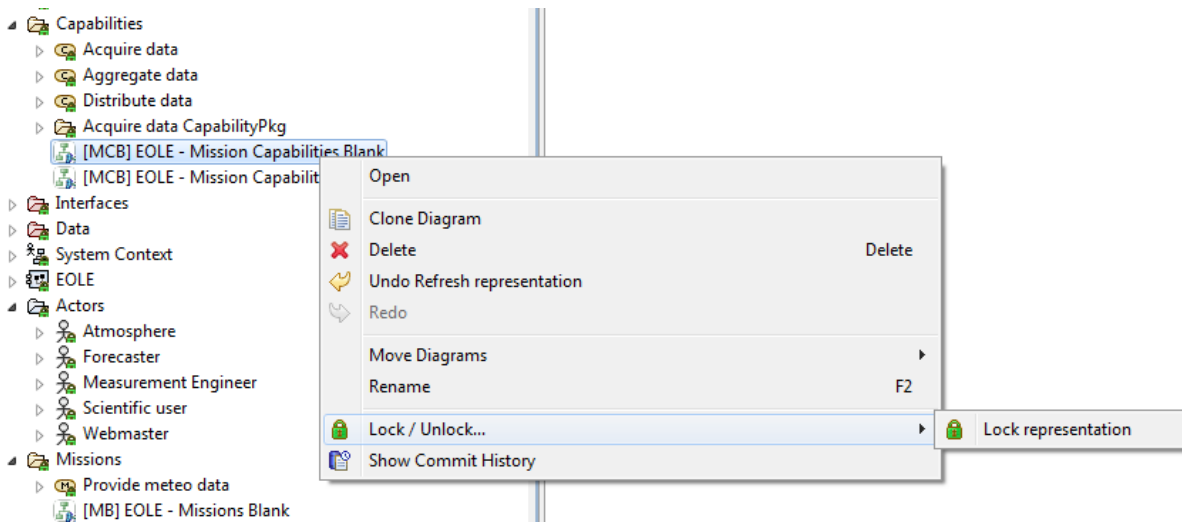 Capabilities
Acquire data
Aggregate data
Distribute data
Acquire data CapabilityPkg
[MCB] EOLE - Mission Capabilities Blank
[MCB] EOLE - Mission Capabilit
Interfaces
Data
System Context
EOLE
Actors
Atmosphere
Forecaster
Measurement Engineer
Scientific user
Webmaster
Missions
Provide meteo data
[MB] EOLE - Missions Blank
Open
Clone Diagram
Delete Delete
Undo Refresh representation
Redo
Move Diagrams
Rename F2
Lock / Unlock...
Show Commit History
Lock representation